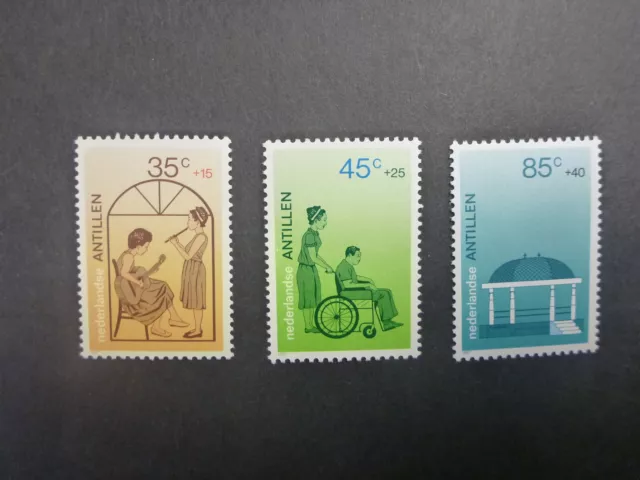 35c +15
nederlandse ANTILLEN
45c +25
nederlandse ANTILLEN
85c +40
nederlandse ANTILLEN